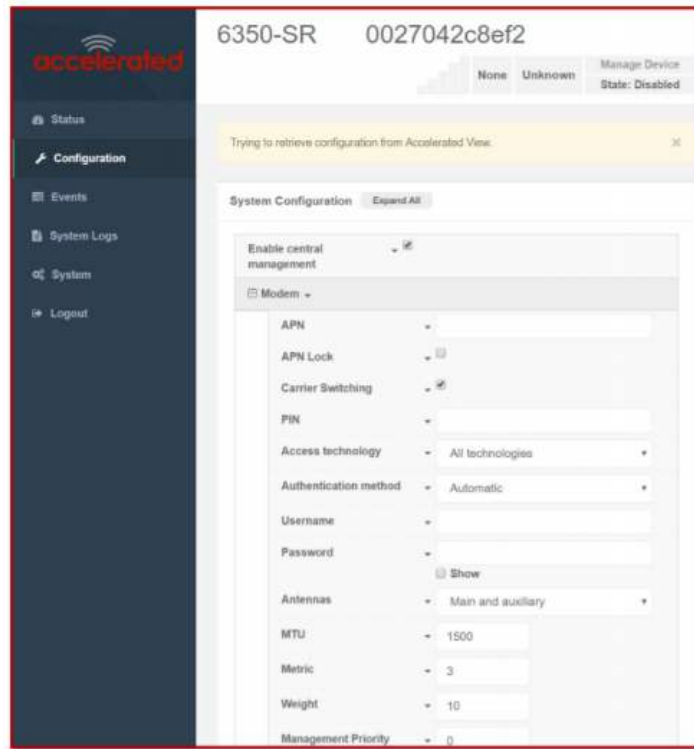 accelerated
6350-SR 0027042c8ef2
None Unknown
Manage Device
State: Disabled
Status
Configuration
Events
System Logs
System
Logout
Trying to retrieve configuration from Accelerated View.
System Configuration Expand All
Enable central
management
Modem
APN
APN Lock
Carrier Switching
PIN
Access technology All technologies
Authentication method Automatic
Username
Password
Show
Antennas Main and auxiliary
MTU 1500
Metric 3
Weight 10
Management Priority 0